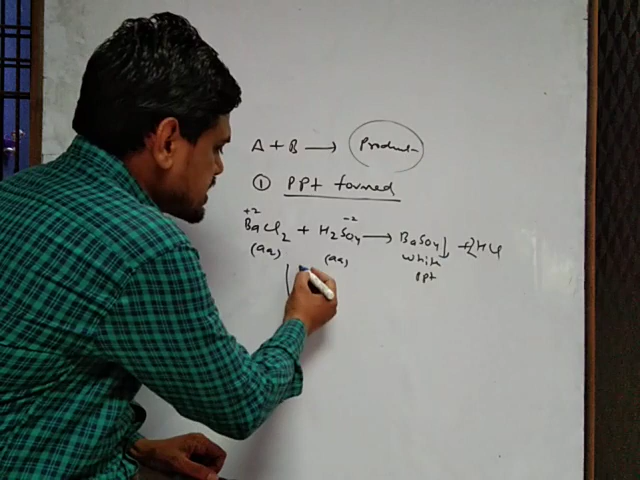 A + B → Product
① PPt formed
+2 -2
BaCl2 + H2SO4 → BaSO4↓ + 2HCl
(aq) (aq) white
ppt